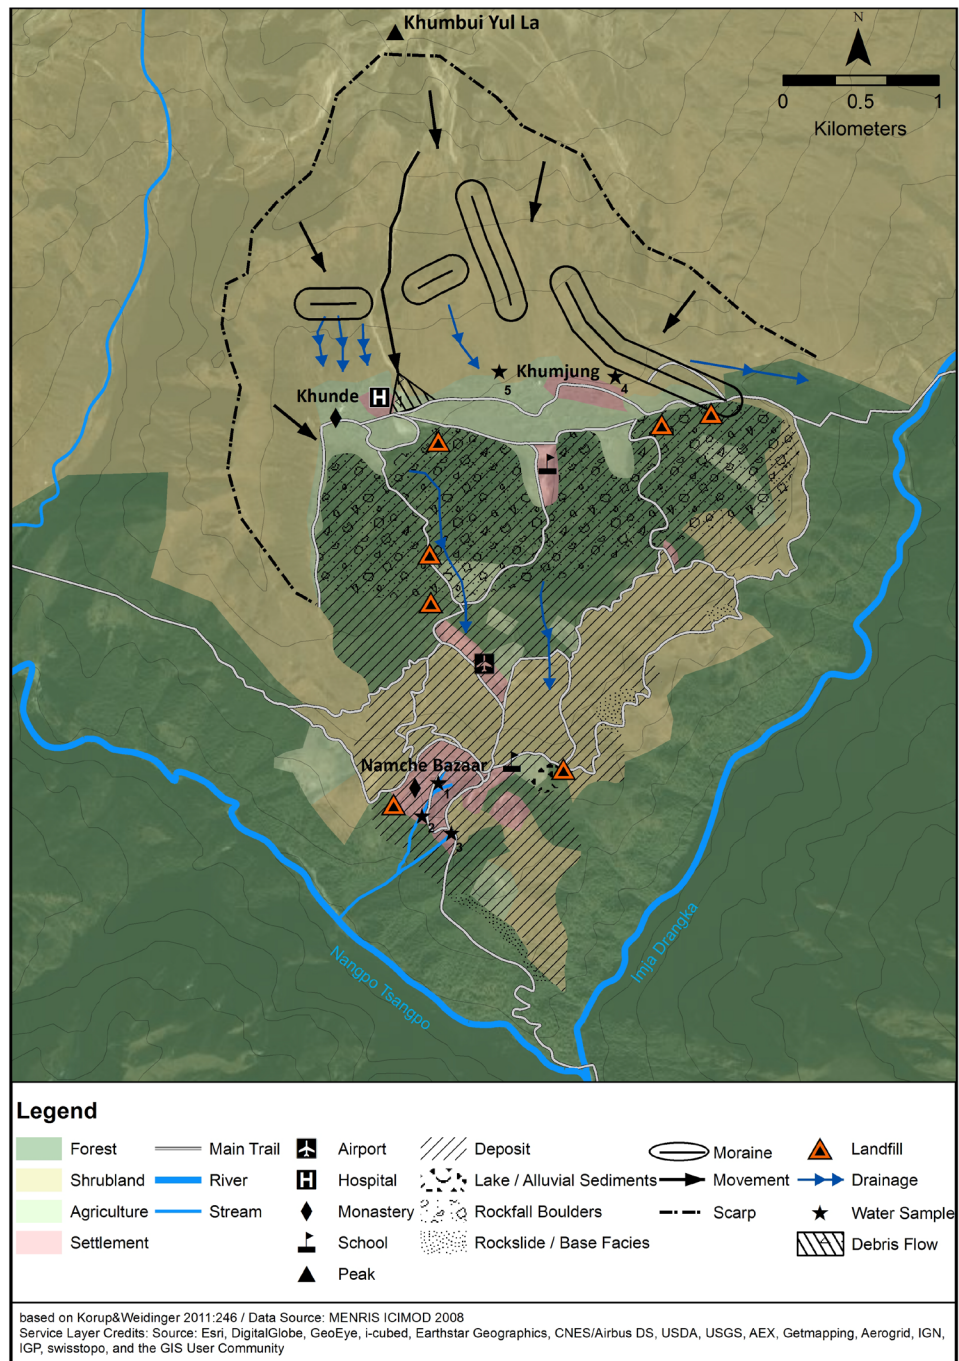 Khumbui Yul La
N
0 0.5 1
Kilometers
Khumjung
5
4
Khunde
H
Namche Bazaar
1
2
3
Nangpo Tsangpo
Imja Drangka
Legend
Forest
Shrubland
Agriculture
Settlement
Main Trail
River
Stream
Airport
H Hospital
Monastery
School
Peak
Deposit
Lake / Alluvial Sediments
Rockfall Boulders
Rockslide / Base Facies
Moraine
Movement
Scarp
Landfill
Drainage
Water Sample
Debris Flow
based on Korup&Weidinger 2011:246 / Data Source: MENRIS ICIMOD 2008
Service Layer Credits: Source: Esri, DigitalGlobe, GeoEye, i-cubed, Earthstar Geographics, CNES/Airbus DS, USDA, USGS, AEX, Getmapping, Aerogrid, IGN,
IGP, swisstopo, and the GIS User Community